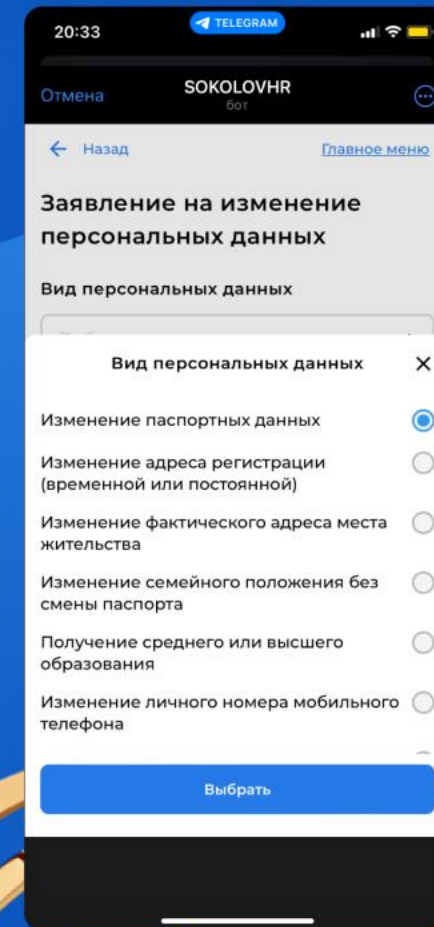 20:33
TELEGRAM
Отмена
SOKOLOVHR
бот
Назад
Главное меню
Заявление на изменение
персональных данных
Вид персональных данных
Вид персональных данных
Изменение паспортных данных
Изменение адреса регистрации
(временной или постоянной)
Изменение фактического адреса места
жительства
Изменение семейного положения без
смены паспорта
Получение среднего или высшего
образования
Изменение личного номера мобильного
телефона
Выбрать